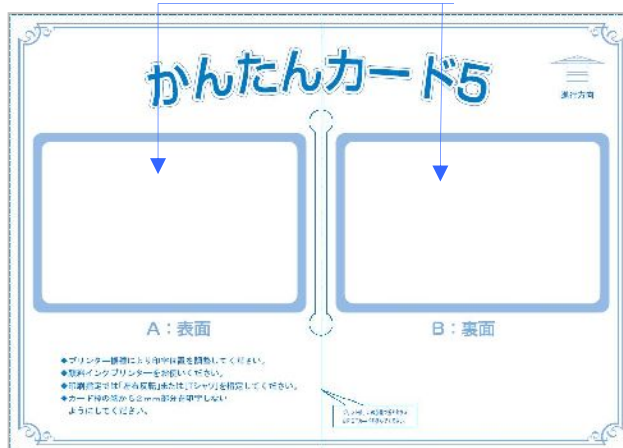 かんたんカード5
進行方向
A：表面
B：裏面
◆プリンター機種により印字位置を調整してください。
◆顔料インクプリンターをお使いください。
◆印刷設定では「左右反転」または「Tシャツ」を指定してください。
◆カード枠の端から2mm部分を印字しない
ようにしてください。